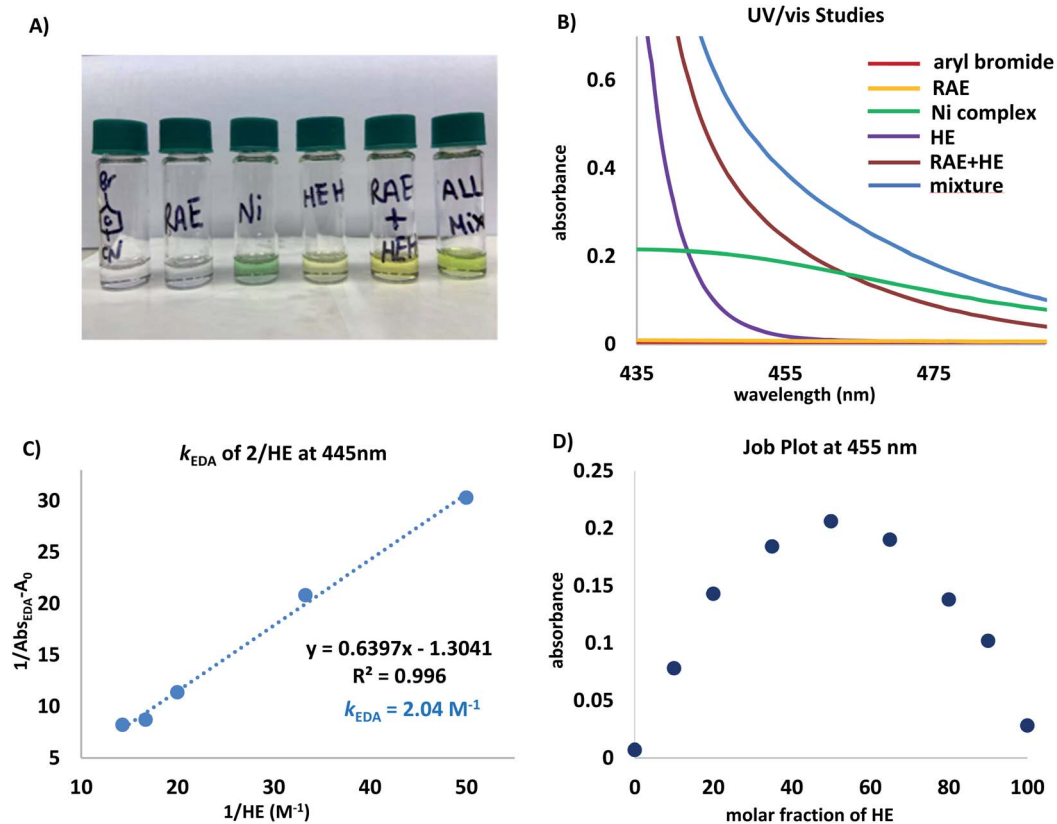 A)
Br
CN
RAE
Ni
HEH
RAE
+
HEH
ALL
Mix
B)
UV/vis Studies
aryl bromide
RAE
Ni complex
HE
RAE+HE
mixture
absorbance
0.6
0.4
0.2
0
435
455
475
wavelength (nm)
C)
kEDA of 2/HE at 445nm
1/AbsEDA-A0
30
25
20
15
10
5
y = 0.6397x - 1.3041
R² = 0.996
kEDA = 2.04 M⁻¹
10
20
30
40
50
1/HE (M⁻¹)
D)
Job Plot at 455 nm
absorbance
0.25
0.2
0.15
0.1
0.05
0
0
20
40
60
80
100
molar fraction of HE